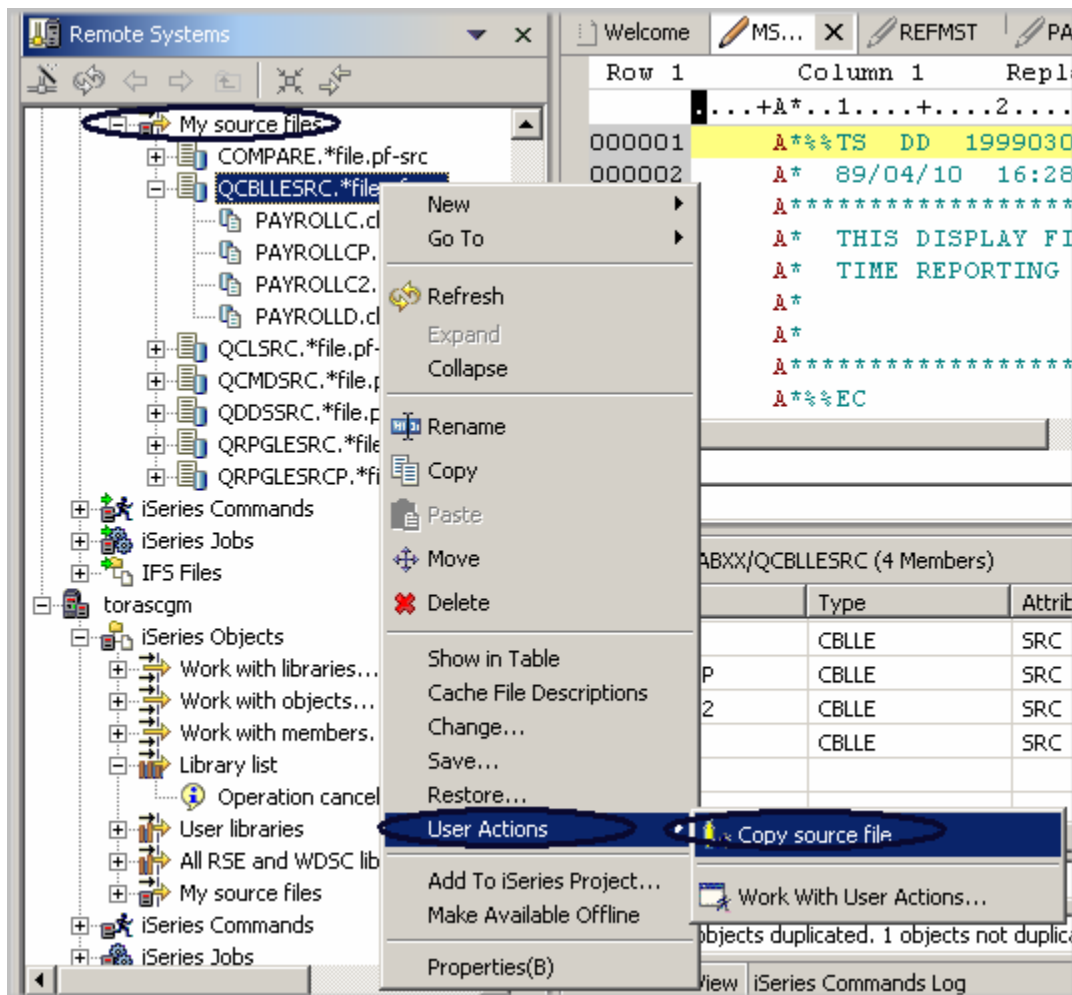 Remote Systems
My source files
COMPARE.*file.pf-src
QCBLLESRC.*file
PAYROLLC.cl
PAYROLLCP.
PAYROLLC2.
PAYROLLD.cl
QCLSRC.*file.pf-
QCMDSRC.*file.p
QDDSSRC.*file.p
QRPGLESRC.*file
QRPGLESRCP.*fi
iSeries Commands
iSeries Jobs
IFS Files
torascgm
iSeries Objects
Work with libraries...
Work with objects...
Work with members.
Library list
Operation cancel
User libraries
All RSE and WDSC lib
My source files
iSeries Commands
iSeries Jobs
New
Go To
Refresh
Expand
Collapse
Rename
Copy
Paste
Move
Delete
Show in Table
Cache File Descriptions
Change...
Save...
Restore...
User Actions
Add To iSeries Project...
Make Available Offline
Properties(B)
Copy source file
Work With User Actions...
Welcome MS... REFMST PA
Row 1 Column 1 Repla
....+A*..1....+....2....
000001 A*%%TS DD 1999030
000002 A* 89/04/10 16:28
A******************
A* THIS DISPLAY FI
A* TIME REPORTING
A*
A*
A******************
A*%%EC
ABXX/QCBLLESRC (4 Members)
Type Attrib
CBLLE SRC
P CBLLE SRC
2 CBLLE SRC
CBLLE SRC
objects duplicated. 1 objects not duplica
View iSeries Commands Log